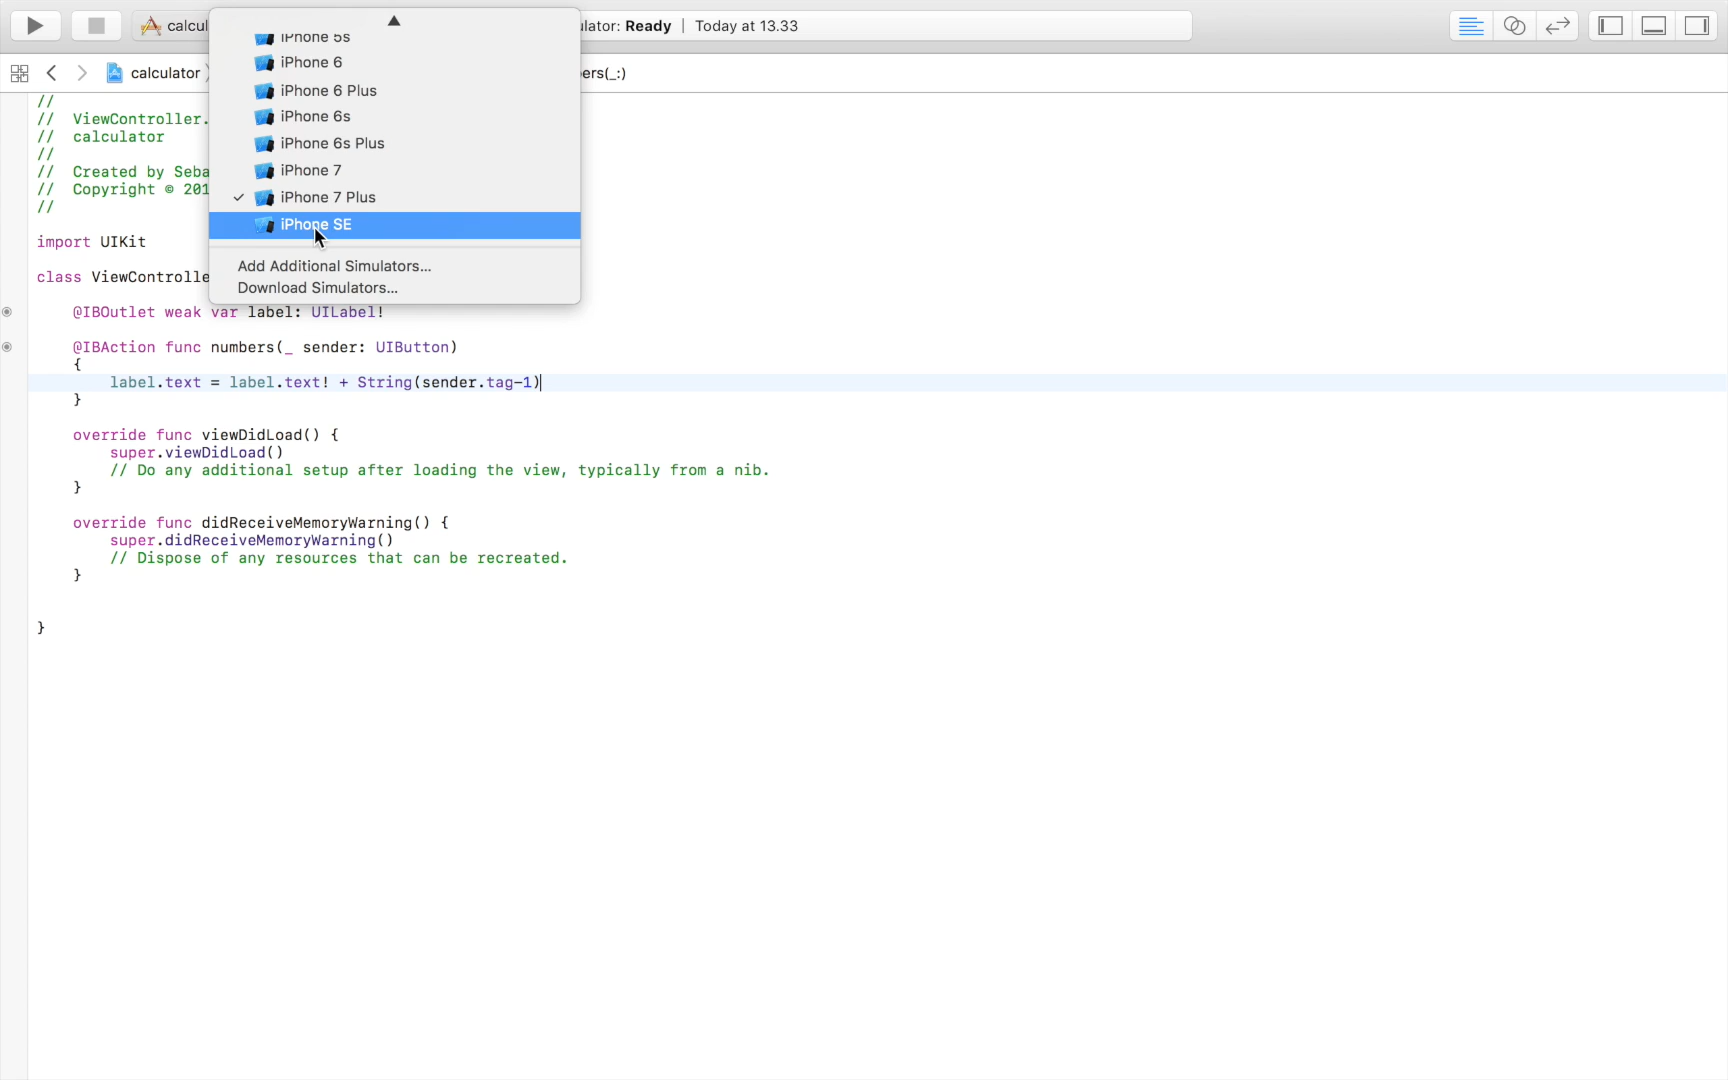 calcul
ulator: Ready | Today at 13.33
calculator
ers(_:)
iPhone 5s
iPhone 6
iPhone 6 Plus
iPhone 6s
iPhone 6s Plus
iPhone 7
✓ iPhone 7 Plus
iPhone SE
Add Additional Simulators...
Download Simulators...
//
// ViewController.
// calculator
//
// Created by Seba
// Copyright © 201
//
import UIKit
class ViewControlle
@IBOutlet weak var label: UILabel!
@IBAction func numbers(_ sender: UIButton)
{
label.text = label.text! + String(sender.tag-1)
}
override func viewDidLoad() {
super.viewDidLoad()
// Do any additional setup after loading the view, typically from a nib.
}
override func didReceiveMemoryWarning() {
super.didReceiveMemoryWarning()
// Dispose of any resources that can be recreated.
}
}